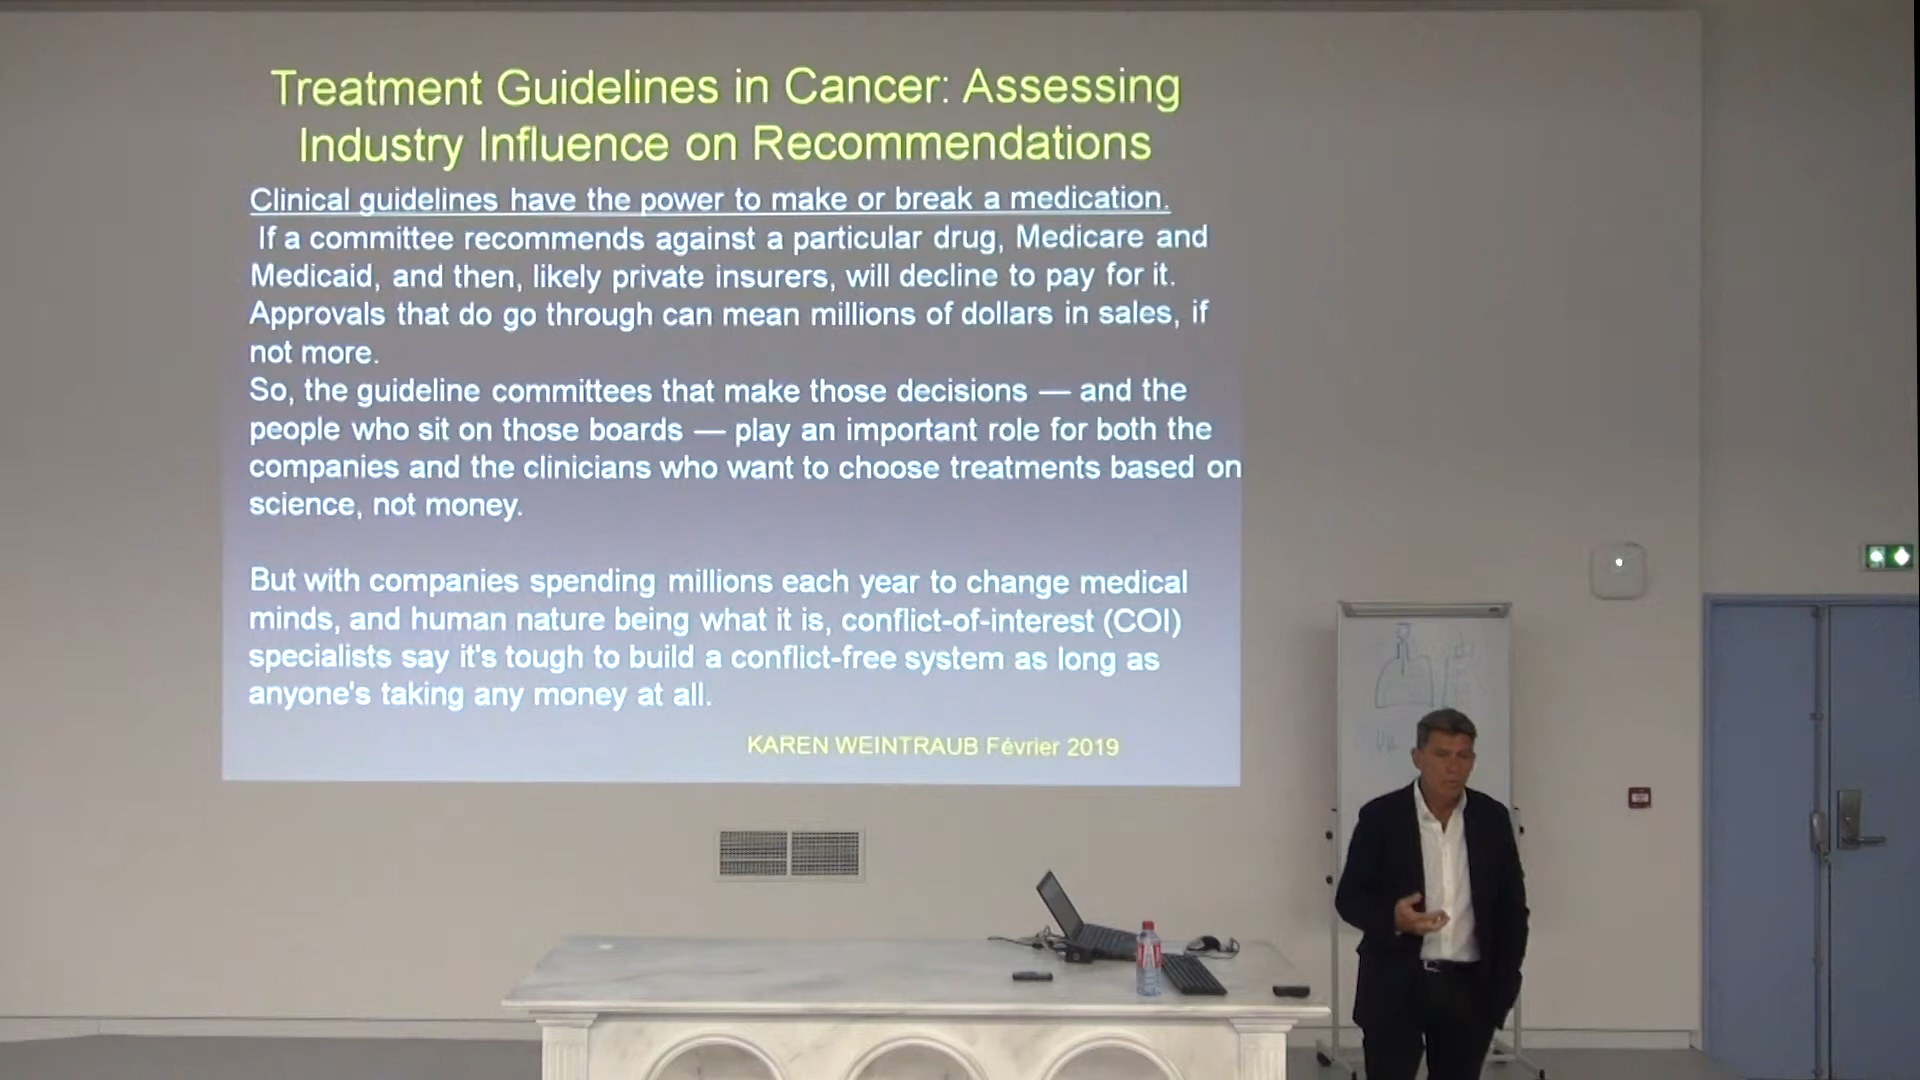 Treatment Guidelines in Cancer: Assessing
Industry Influence on Recommendations
Clinical guidelines have the power to make or break a medication.
If a committee recommends against a particular drug, Medicare and
Medicaid, and then, likely private insurers, will decline to pay for it.
Approvals that do go through can mean millions of dollars in sales, if
not more.
So, the guideline committees that make those decisions — and the
people who sit on those boards — play an important role for both the
companies and the clinicians who want to choose treatments based on
science, not money.
But with companies spending millions each year to change medical
minds, and human nature being what it is, conflict-of-interest (COI)
specialists say it's tough to build a conflict-free system as long as
anyone's taking any money at all.
KAREN WEINTRAUB Février 2019